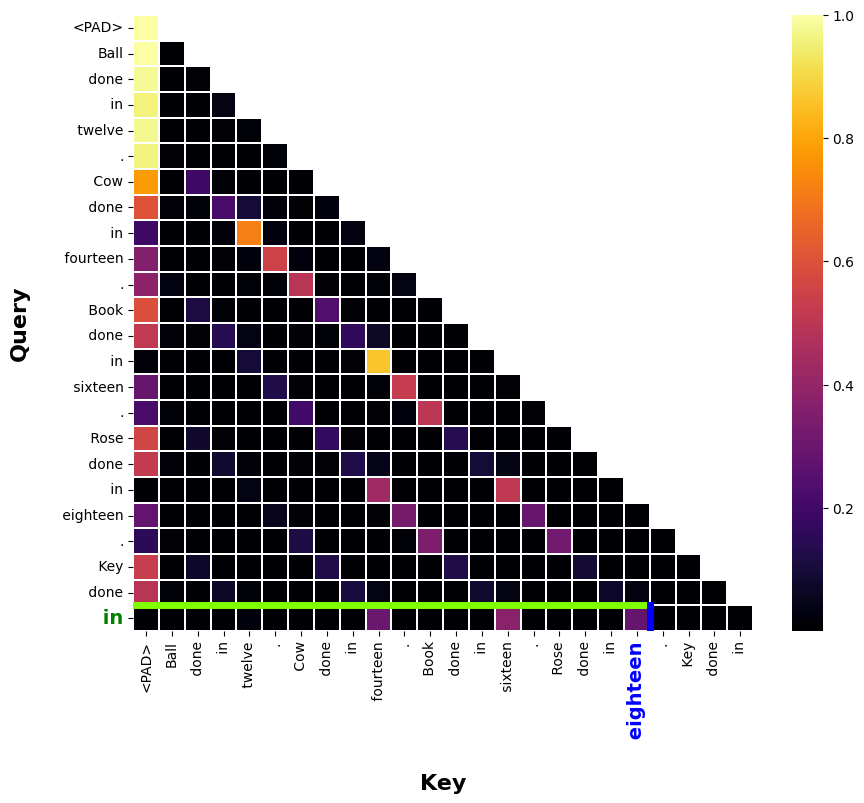 <PAD>
Ball
done
in
twelve
.
Cow
done
in
fourteen
.
Book
done
in
sixteen
.
Rose
done
in
eighteen
.
Key
done
in
Query
<PAD>
Ball
done
in
twelve
.
Cow
done
in
fourteen
.
Book
done
in
sixteen
.
Rose
done
in
eighteen
.
Key
done
in
Key
1.0
0.8
0.6
0.4
0.2